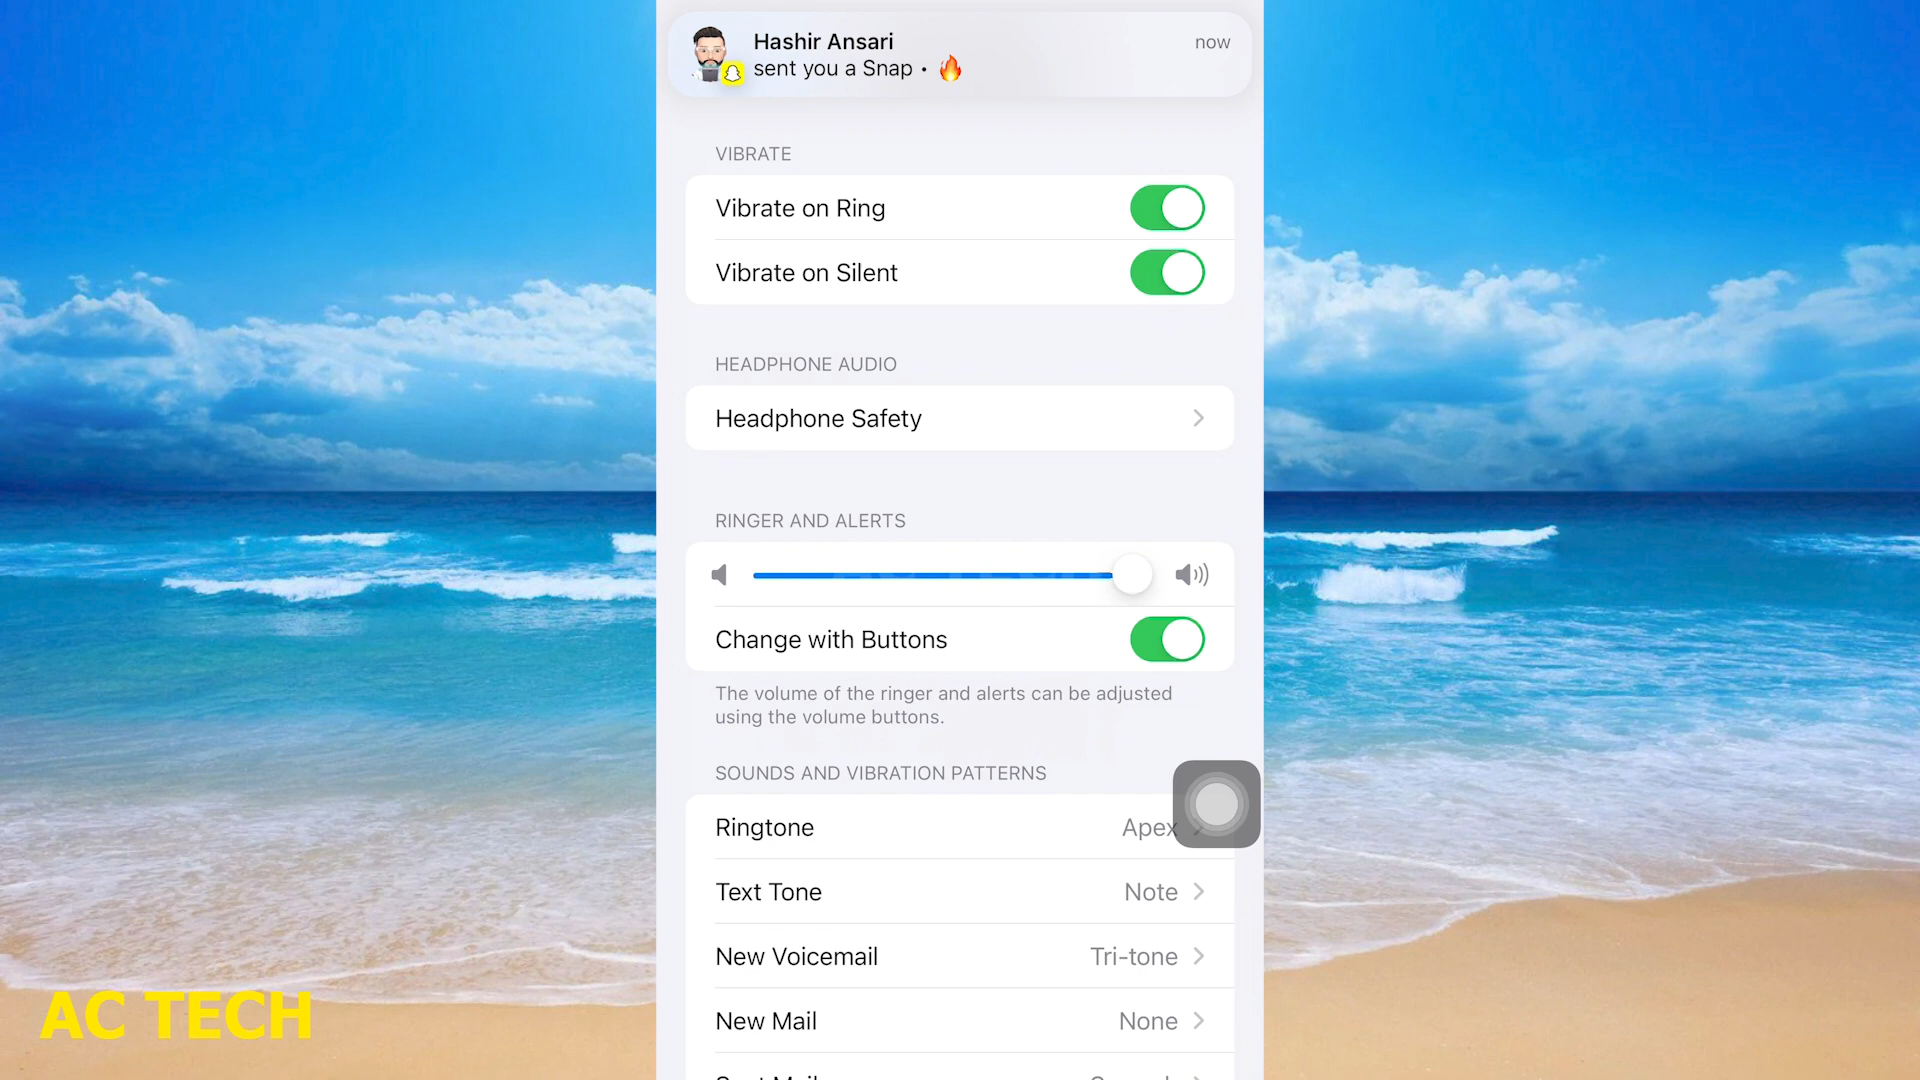 Hashir Ansari
now
sent you a Snap • 🔥
VIBRATE
Vibrate on Ring
Vibrate on Silent
HEADPHONE AUDIO
Headphone Safety
RINGER AND ALERTS
Change with Buttons
The volume of the ringer and alerts can be adjusted
using the volume buttons.
SOUNDS AND VIBRATION PATTERNS
Ringtone Apex
Text Tone Note
New Voicemail Tri-tone
New Mail None
AC TECH